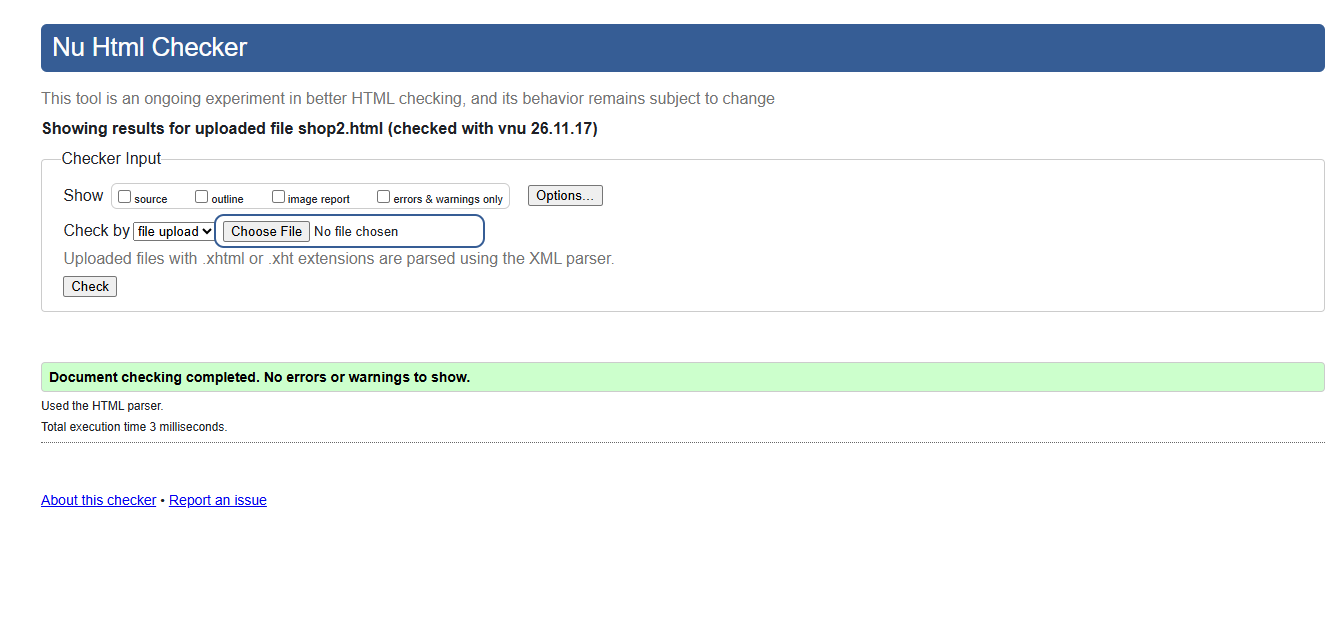 Nu Html Checker
This tool is an ongoing experiment in better HTML checking, and its behavior remains subject to change
Showing results for uploaded file shop2.html (checked with vnu 26.11.17)
Checker Input
Show source outline image report errors & warnings only Options...
Check by file upload Choose File No file chosen
Uploaded files with .xhtml or .xht extensions are parsed using the XML parser.
Check
Document checking completed. No errors or warnings to show.
Used the HTML parser.
Total execution time 3 milliseconds.
About this checker • Report an issue